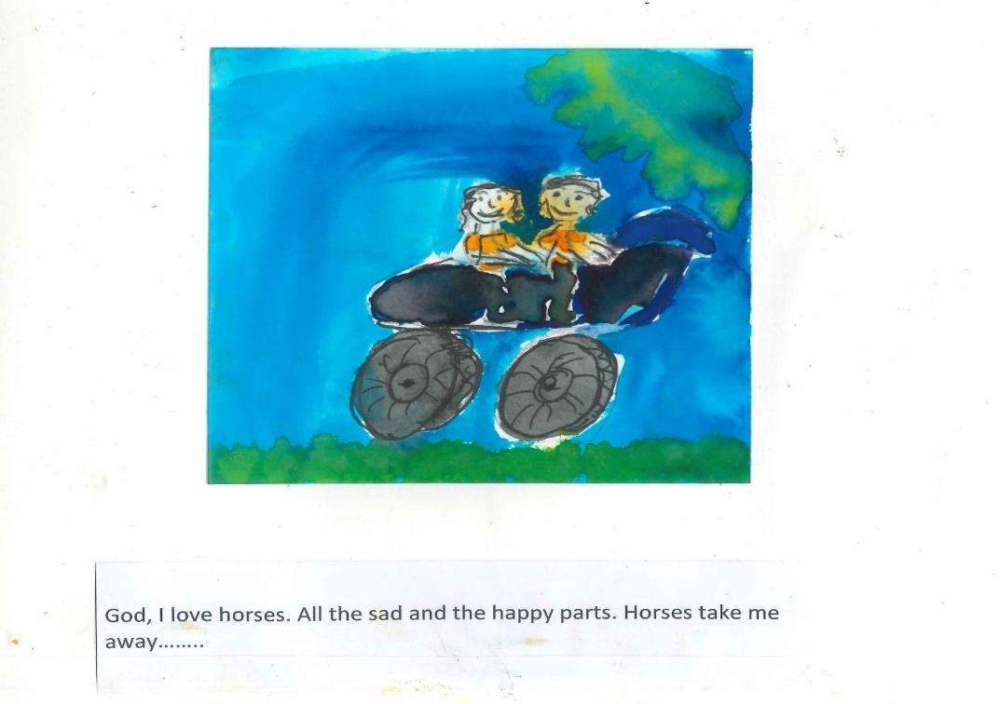 God, I love horses. All the sad and the happy parts. Horses take me
away........